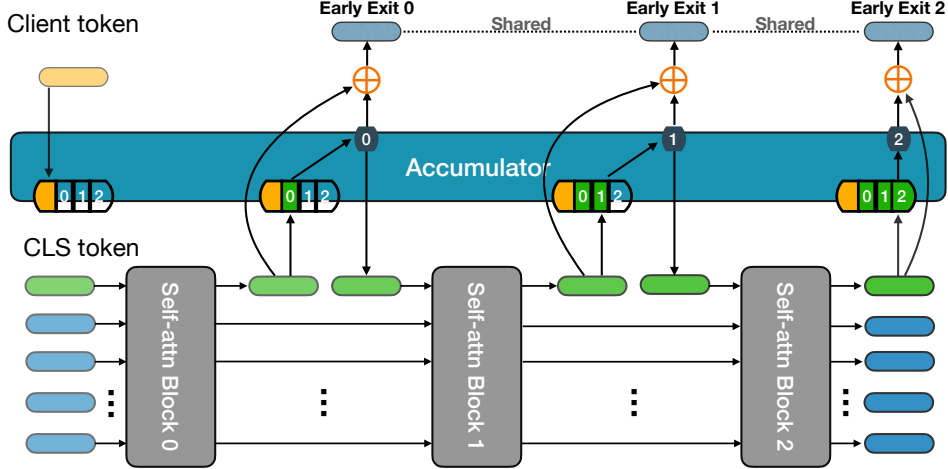 Early Exit 0
Early Exit 1
Early Exit 2
Client token
Shared
Shared
0
1
2
Accumulator
0 1 2
0 1 2
0 1 2
0 1 2
CLS token
Self-attn Block 0
Self-attn Block 1
Self-attn Block 2